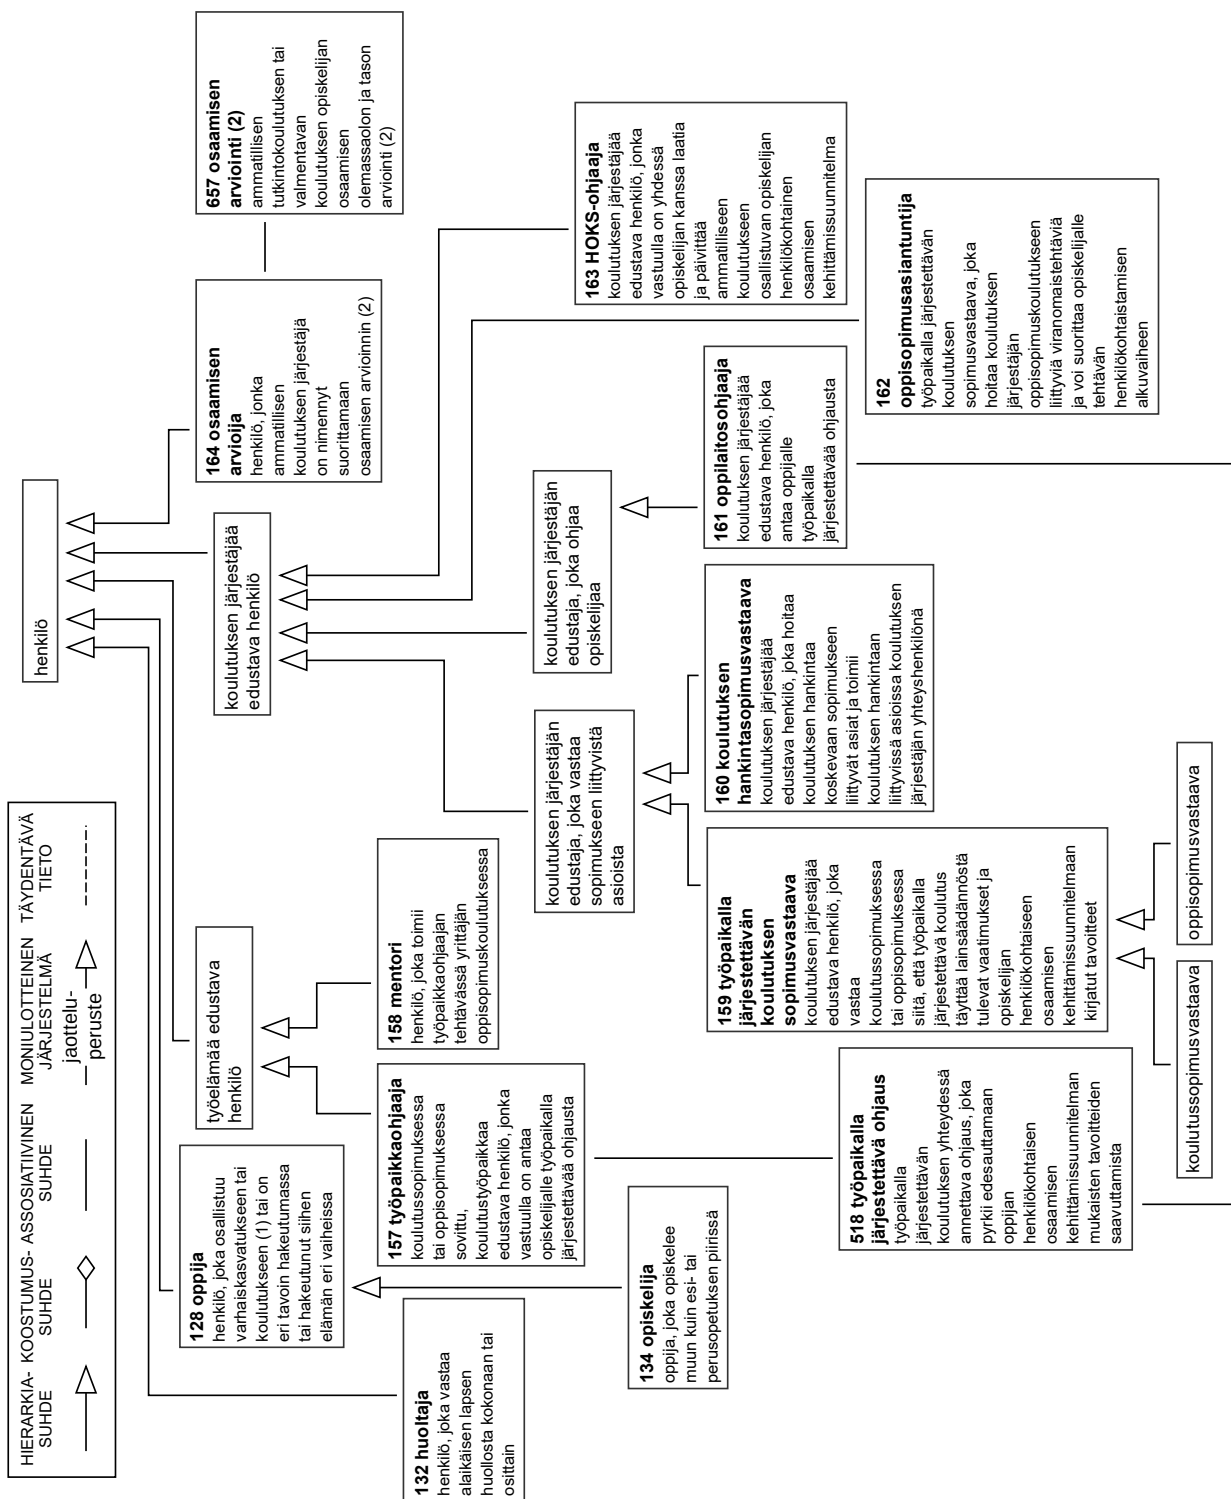 HIERARKIA-
SUHDE
KOOSTUMUS-
SUHDE
ASSOSIATIIVINEN
SUHDE
MONIULOTTEINEN
JÄRJESTELMÄ
TÄYDENTÄVÄ
TIETO
jaottelu-
peruste
henkilö
132 huoltaja
henkilö, joka vastaa
alaikäisen lapsen
huollosta kokonaan tai
osittain
128 oppija
henkilö, joka osallistuu
varhaiskasvatukseen tai
koulutukseen (1) tai on
eri tavoin hakeutumassa
tai hakeutunut siihen
elämän eri vaiheissa
134 opiskelija
oppija, joka opiskelee
muun kuin esi- tai
perusopetuksen piirissä
työelämää edustava
henkilö
157 työpaikkaohjaaja
koulutussopimuksessa
tai oppisopimuksessa
sovittu,
koulutustyöpaikkaa
edustava henkilö, jonka
vastuulla on antaa
opiskelijalle työpaikalla
järjestettävää ohjausta
158 mentori
henkilö, joka toimii
työpaikkaohjaajan
tehtävässä yrittäjän
oppisopimuskoulutuksessa
518 työpaikalla
järjestettävä ohjaus
työpaikalla
järjestettävän
koulutuksen yhteydessä
annettava ohjaus, joka
pyrkii edesauttamaan
oppijan
henkilökohtaisen
osaamisen
kehittämissuunnitelman
mukaisten tavoitteiden
saavuttamista
koulutuksen järjestäjää
edustava henkilö
koulutuksen järjestäjän
edustaja, joka vastaa
sopimukseen liittyvistä
asioista
159 työpaikalla
järjestettävän
koulutuksen
sopimusvastaava
koulutuksen järjestäjää
edustava henkilö, joka
vastaa
koulutussopimuksessa
tai oppisopimuksessa
siitä, että työpaikalla
järjestettävä koulutus
täyttää lainsäädännöstä
tulevat vaatimukset ja
opiskelijan
henkilökohtaiseen
osaamisen
kehittämissuunnitelmaan
kirjatut tavoitteet
koulutussopimusvastaava
oppisopimusvastaava
160 koulutuksen
hankintasopimusvastaava
koulutuksen järjestäjää
edustava henkilö, joka hoitaa
koulutuksen hankintaa
koskevaan sopimukseen
liittyvät asiat ja toimii
koulutuksen hankintaan
liittyvissä asioissa koulutuksen
järjestäjän yhteyshenkilönä
koulutuksen järjestäjän
edustaja, joka ohjaa
opiskelijaa
161 oppilaitosohjaaja
koulutuksen järjestäjää
edustava henkilö, joka
antaa oppijalle
työpaikalla
järjestettävää ohjausta
162
oppisopimusasiantuntija
työpaikalla järjestettävän
koulutuksen
sopimusvastaava, joka
hoitaa koulutuksen
järjestäjän
oppisopimuskoulutukseen
liittyviä viranomaistehtäviä
ja voi suorittaa opiskelijalle
tehtävän
henkilökohtaistamisen
alkuvaiheen
163 HOKS-ohjaaja
koulutuksen järjestäjää
edustava henkilö, jonka
vastuulla on yhdessä
opiskelijan kanssa laatia
ja päivittää
ammatilliseen
koulutukseen
osallistuvan opiskelijan
henkilökohtainen
osaamisen
kehittämissuunnitelma
164 osaamisen
arvioija
henkilö, jonka
ammatillisen
koulutuksen järjestäjä
on nimennyt
suorittamaan
osaamisen arvioinnin (2)
657 osaamisen
arviointi (2)
ammatillisen
tutkintokoulutuksen tai
valmentavan
koulutuksen opiskelijan
osaamisen
olemassaolon ja tason
arviointi (2)